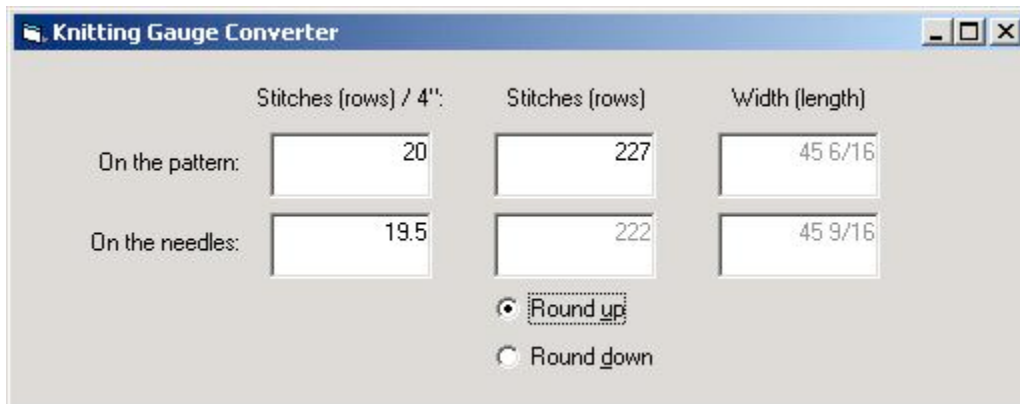 Knitting Gauge Converter
Stitches (rows) / 4": Stitches (rows) Width (length)
On the pattern: 20 227 45 6/16
On the needles: 19.5 222 45 9/16
Round up
Round down